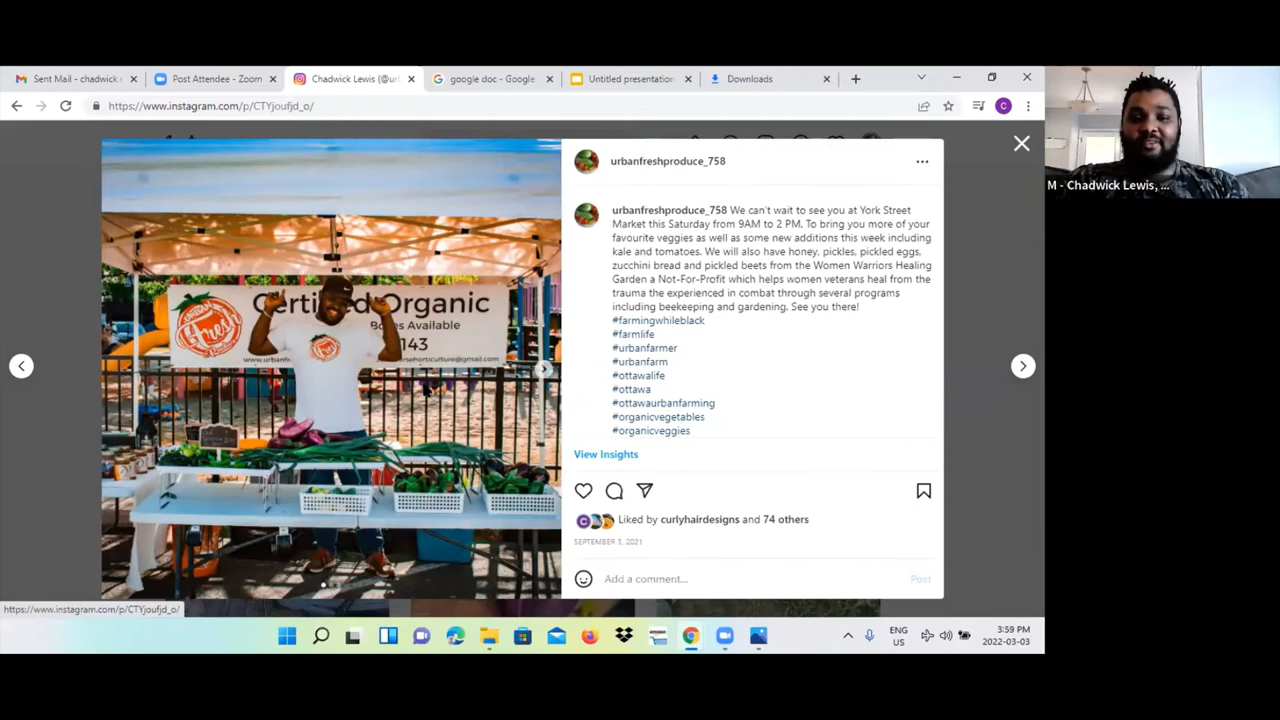 Sent Mail - chadwick
Post Attendee - Zoom
Chadwick Lewis (@ur
google doc - Google
Untitled presentation
Downloads
https://www.instagram.com/p/CTYjoufjd_o/
M - Chadwick Lewis, ...
urbanfreshproduce_758
urbanfreshproduce_758 We can't wait to see you at York Street
Market this Saturday from 9AM to 2 PM. To bring you more of your
favourite veggies as well as some new additions this week including
kale and tomatoes. We will also have honey, pickles, pickled eggs,
zucchini bread and pickled beets from the Women Warriors Healing
Garden a Not-For-Profit which helps women veterans heal from the
trauma the experienced in combat through several programs
including beekeeping and gardening. See you there!
#farmingwhileblack
#farmlife
#urbanfarmer
#urbanfarm
#ottawalife
#ottawa
#ottawaurbanfarming
#organicvegetables
#organicveggies
Certified Organic
Boxes Available
143
Fresh
www.urbanf
ersehorticulture@gmail.com
Fresh
View Insights
Liked by curlyhairdesigns and 74 others
SEPTEMBER 3, 2021
Add a comment...
Post
https://www.instagram.com/p/CTYjoufjd_o/
ENG
US
3:59 PM
2022-03-03